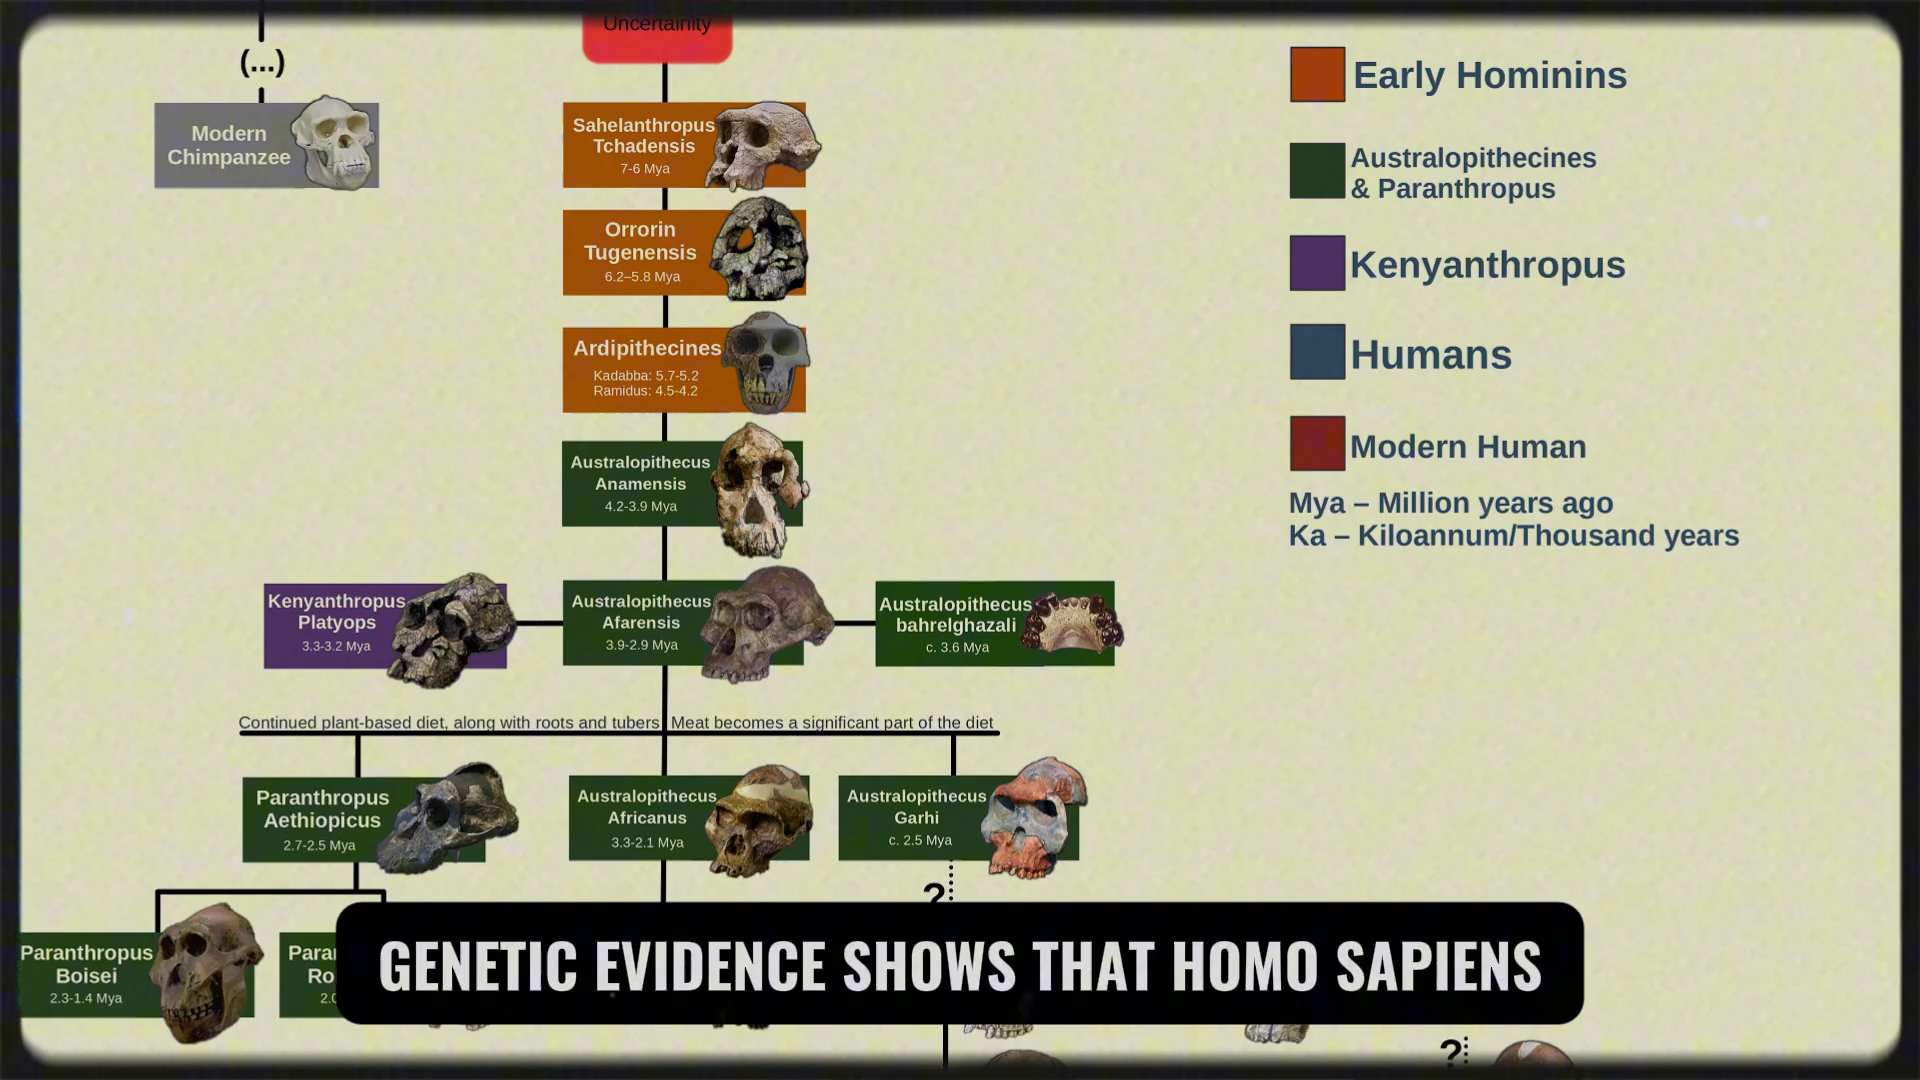 Uncertainity
(...)
Modern
Chimpanzee
Sahelanthropus
Tchadensis
7-6 Mya
Orrorin
Tugenensis
6.2–5.8 Mya
Ardipithecines
Kadabba: 5.7-5.2
Ramidus: 4.5-4.2
Australopithecus
Anamensis
4.2-3.9 Mya
Kenyanthropus
Platyops
3.3-3.2 Mya
Australopithecus
Afarensis
3.9-2.9 Mya
Australopithecus
bahrelghazali
c. 3.6 Mya
Continued plant-based diet, along with roots and tubers
Meat becomes a significant part of the diet
Paranthropus
Aethiopicus
2.7-2.5 Mya
Australopithecus
Africanus
3.3-2.1 Mya
Australopithecus
Garhi
c. 2.5 Mya
?
Paranthropus
Boisei
2.3-1.4 Mya
?
Early Hominins
Australopithecines
& Paranthropus
Kenyanthropus
Humans
Modern Human
Mya – Million years ago
Ka – Kiloannum/Thousand years
GENETIC EVIDENCE SHOWS THAT HOMO SAPIENS